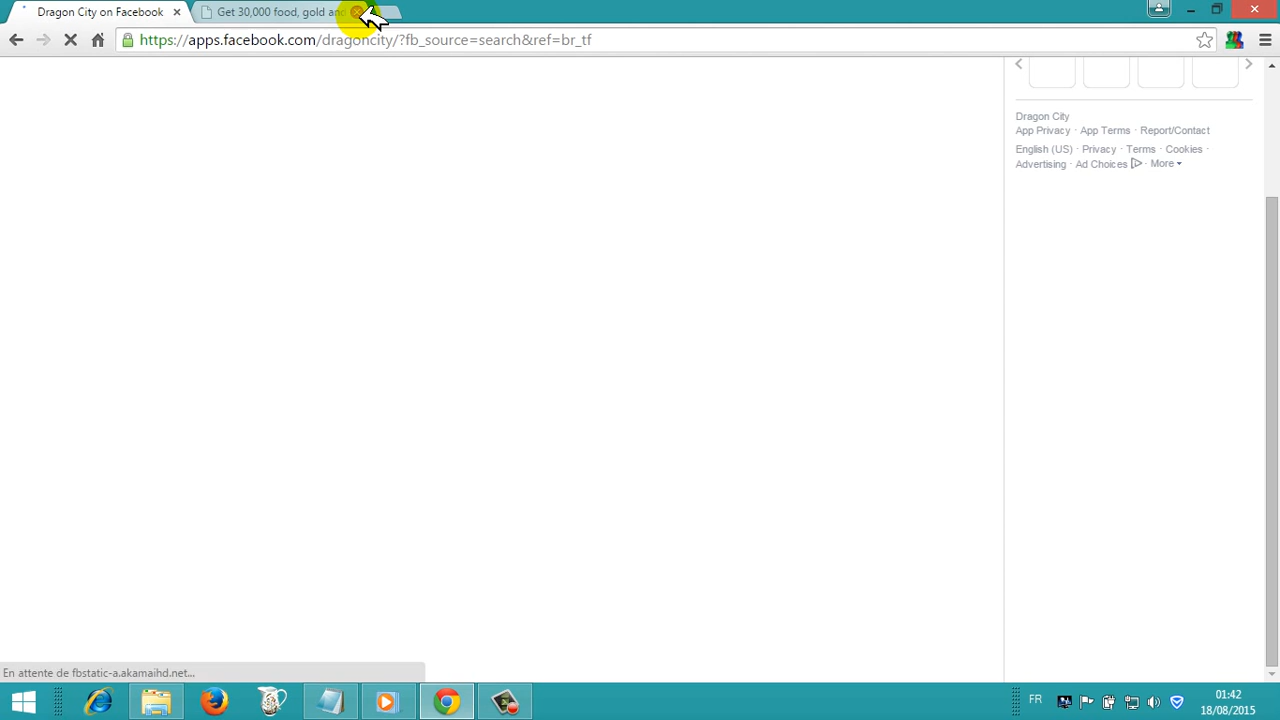 Dragon City on Facebook
Get 30,000 food, gold and
https://apps.facebook.com/dragoncity/?fb_source=search&ref=br_tf
Dragon City
App Privacy · App Terms · Report/Contact
English (US) · Privacy · Terms · Cookies ·
Advertising · Ad Choices · More
En attente de fbstatic-a.akamaihd.net...
FR
01:42
18/08/2015